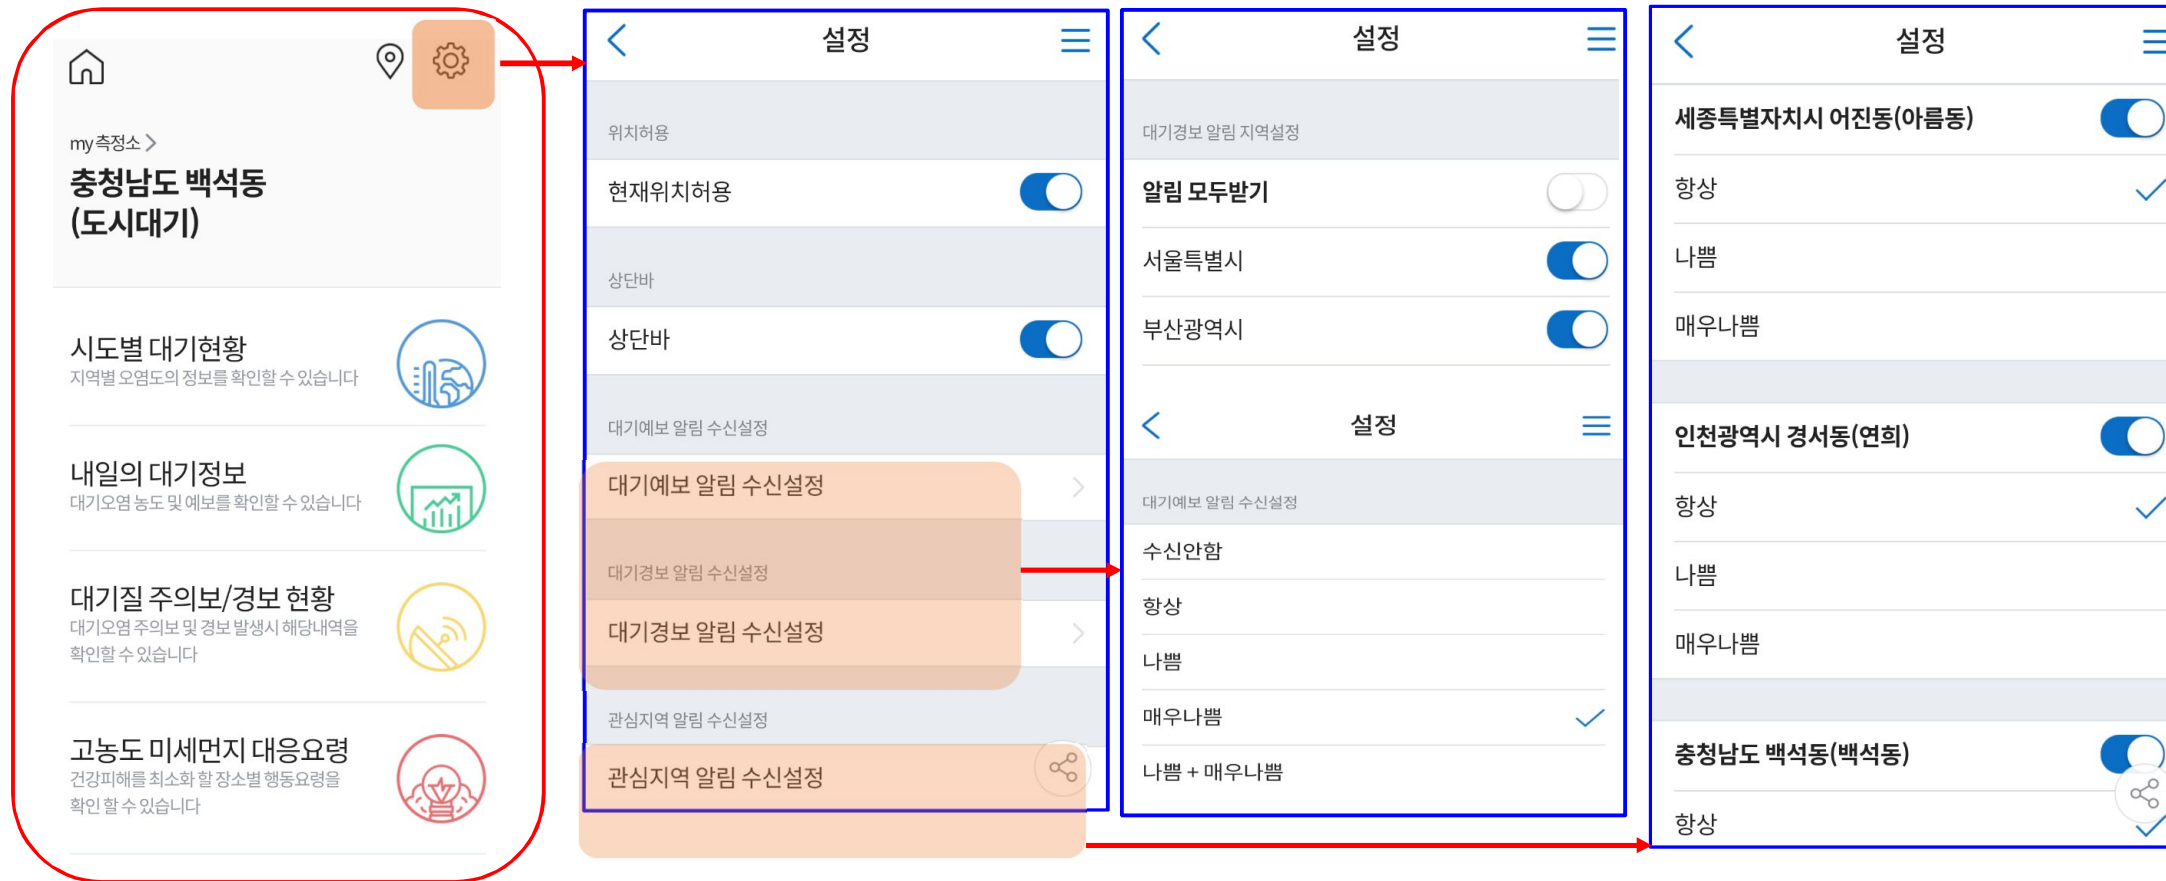 my 측정소 >
충청남도 백석동
(도시대기)
시도별 대기현황
지역별 오염도의 정보를 확인할 수 있습니다
내일의 대기정보
대기오염 농도 및 예보를 확인할 수 있습니다
대기질 주의보/경보 현황
대기오염 주의보 및 경보 발생시 해당내역을
확인할 수 있습니다
고농도 미세먼지 대응요령
건강피해를 최소화 할 장소별 행동요령을
확인 할 수 있습니다
설정
위치허용
현재위치허용
상단바
상단바
대기예보 알림 수신설정
대기예보 알림 수신설정
대기경보 알림 수신설정
대기경보 알림 수신설정
관심지역 알림 수신설정
관심지역 알림 수신설정
설정
대기경보 알림 지역설정
알림 모두받기
서울특별시
부산광역시
설정
대기예보 알림 수신설정
수신안함
항상
나쁨
매우나쁨
나쁨 + 매우나쁨
설정
세종특별자치시 어진동(아름동)
항상
나쁨
매우나쁨
인천광역시 경서동(연희)
항상
나쁨
매우나쁨
충청남도 백석동(백석동)
항상